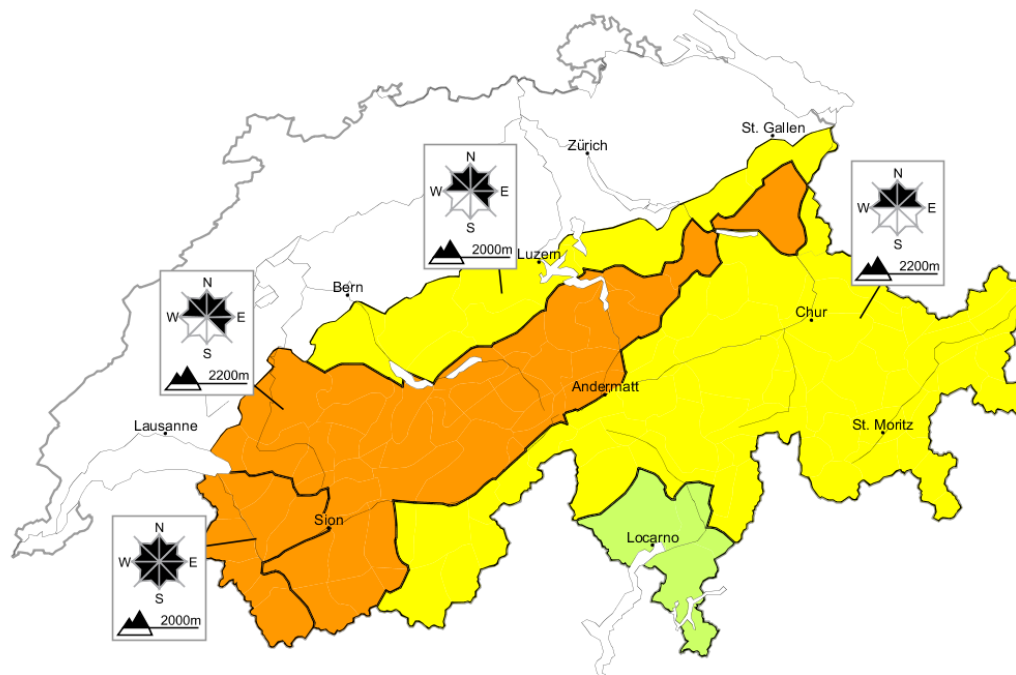 St. Gallen
Zürich
N
W E
S
2000m
Luzern
N
W E
S
2200m
Bern
N
W E
S
2200m
Chur
Andermatt
Lausanne
St. Moritz
Sion
N
W E
S
2000m
Locarno